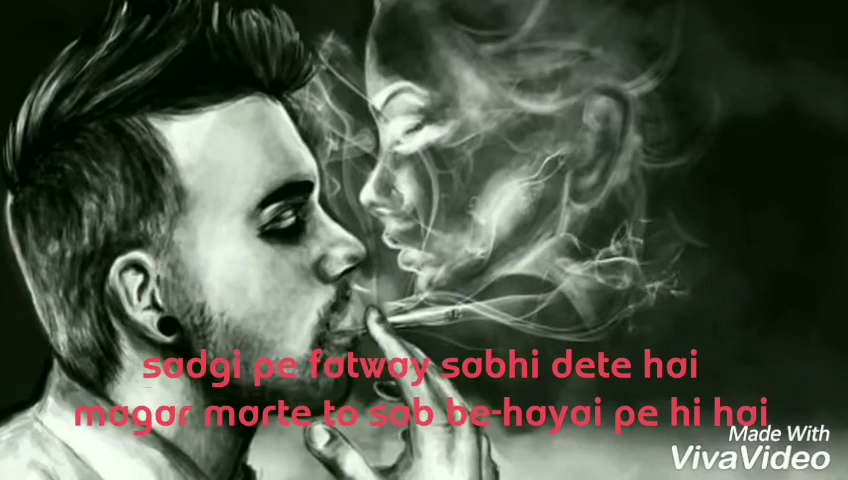 sadgi pe fatway sabhi dete hai
magar marte to sab be-hayai pe hi hai
Made With
VivaVideo